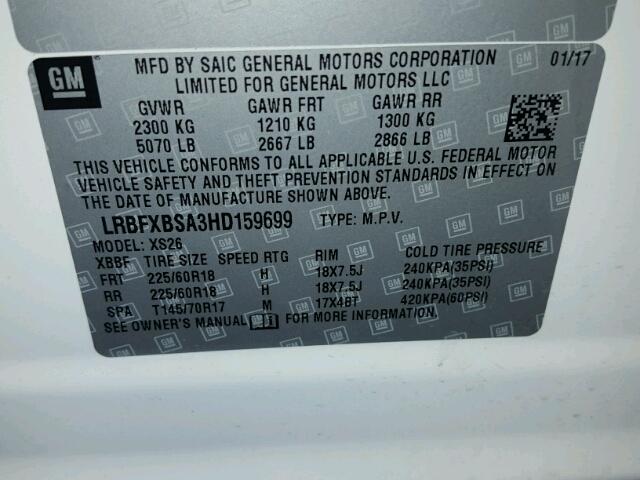 GM
MFD BY SAIC GENERAL MOTORS CORPORATION 01/17
LIMITED FOR GENERAL MOTORS LLC
GVWR GAWR FRT GAWR RR
2300 KG 1210 KG 1300 KG
5070 LB 2667 LB 2866 LB
THIS VEHICLE CONFORMS TO ALL APPLICABLE U.S. FEDERAL MOTOR
VEHICLE SAFETY AND THEFT PREVENTION STANDARDS IN EFFECT ON
THE DATE OF MANUFACTURE SHOWN ABOVE.
LRBFXBSA3HD159699 TYPE: M.P.V.
MODEL: XS26
XBBF TIRE SIZE SPEED RTG RIM COLD TIRE PRESSURE
FRT 225/60R18 H 18X7.5J 240KPA(35PSI)
RR 225/60R18 H 18X7.5J 240KPA(35PSI)
SPA T145/70R17 M 17X4BT 420KPA(60PSI)
SEE OWNER'S MANUAL FOR MORE INFORMATION.